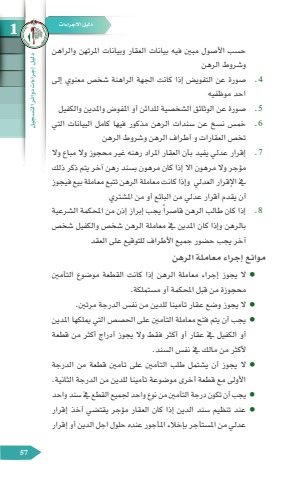 دليل الاجراءات
1
دليل إجراءات دوائر التسجيل
حسب الأصول مبين فيه بيانات العقار وبيانات المرتهن والراهن
وشروط الرهن
4. صورة عن التفويض إذا كانت الجهة الراهنة شخص معنوي إلى
احد موظفيه
5. صورة عن الوثائق الشخصية للدائن أو المفوض والمدين والكفيل
6. خمس نسخ عن سندات الرهن مذكور فيها كامل البيانات التي
تخص العقارات و أطراف الرهن وشروط الرهن
7. إقرار عدلي يفيد بأن العقار المراد رهنه غير محجوز ولا مباع ولا
مؤجر ولا مرهون الا إذا كان مرهون بسند رهن آخر يتم ذكر ذلك
في الإقرار العدلي وإذا كانت معاملة الرهن تتبع معاملة بيع فيجوز
أن يقدم أقرار عدلي من البائع أو من المشتري
8. إذا كان طالب الرهن قاصراً يجب إبراز إذن من المحكمة الشرعية
بالرهن وإذا كان المدين في معاملة الرهن شخص والكفيل شخص
آخر يجب حضور جميع الأطراف للتوقيع على العقد
موانع إجراء معاملة الرهن
● لا يجوز إجراء معاملة الرهن إذا كانت القطعة موضوع التأمين
محجوزة من قبل المحكمة أو مستملكة.
● لا يجوز وضع عقار تأمينا للدين من نفس الدرجة مرتين.
● يجب أن يتم فتح معاملة التأمين على الحصص التي يملكها المدين
أو الكفيل في عقار أو أكثر فقط ولا يجوز أدراج أكثر من قطعة
لأكثر من مالك في نفس السند.
● لا يجوز أن يشتمل طلب التأمين على تأمين قطعة من الدرجة
الأولى مع قطعة أخرى موضوعة تأمينا للدين من الدرجة الثانية.
● يجب أن تكون درجة التأمين من نوع واحد لجميع القطع في سند واحد
● عند تنظيم سند الدين إذا كان العقار مؤجر يقتضي أخذ إقرار
عدلي من المستأجر بإخلاء المأجور عنده حلول اجل الدين أو إقرار
57